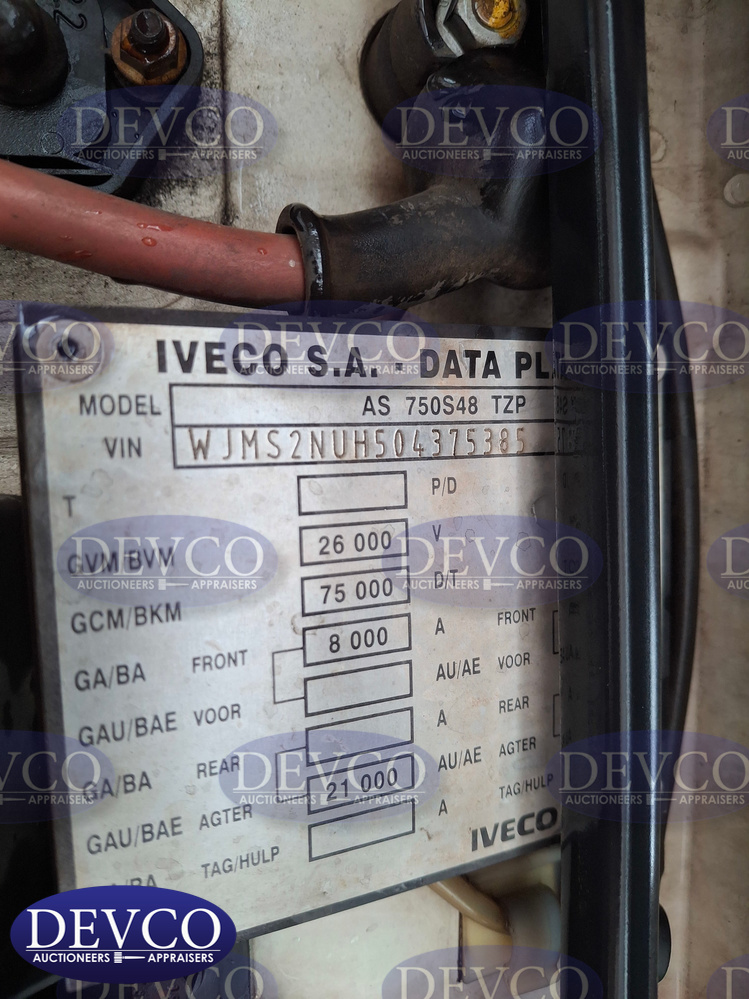 IVECO S.A. - DATA
MODEL AS 750S48 TZP
VIN WJMS2NUH504375385
T P/D
GVM/BVM 26 000 V
GCM/BKM 75 000 D/T
GA/BA FRONT 8 000 A FRONT
GAU/BAE VOOR AU/AE VOOR
GA/BA REAR A REAR
GAU/BAE AGTER 21 000 AU/AE AGTER
TAG/HULP A TAG/HULP
IVECO
DEVCO
AUCTIONEERS APPRAISERS